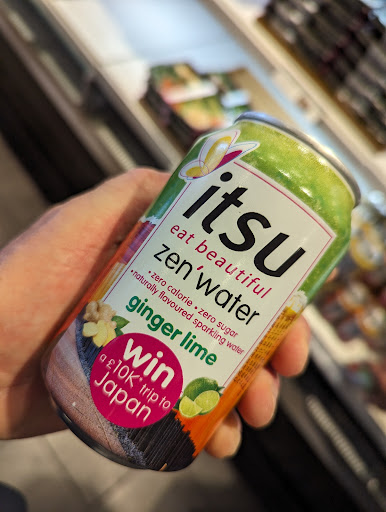 itsu
eat beautiful
zen'water
• zero calorie • zero sugar
• naturally flavoured sparkling water
ginger lime
win
a £10K* trip to
Japan